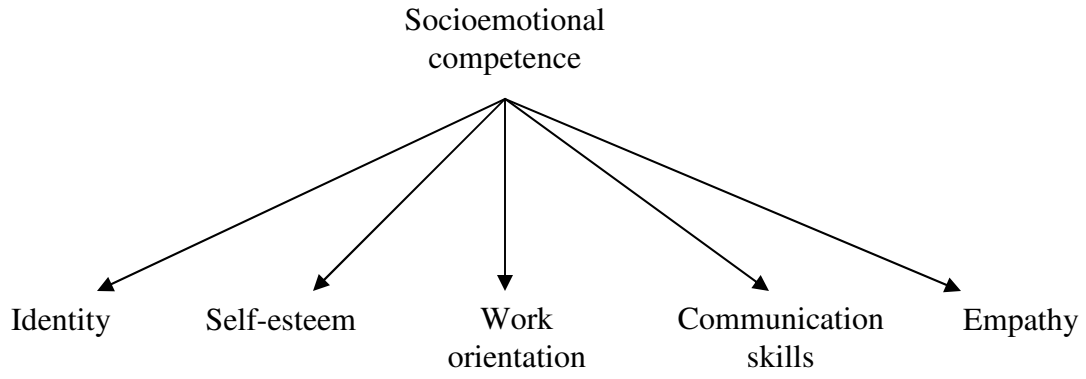 Socioemotional
competence
Identity
Self-esteem
Work
orientation
Communication
skills
Empathy